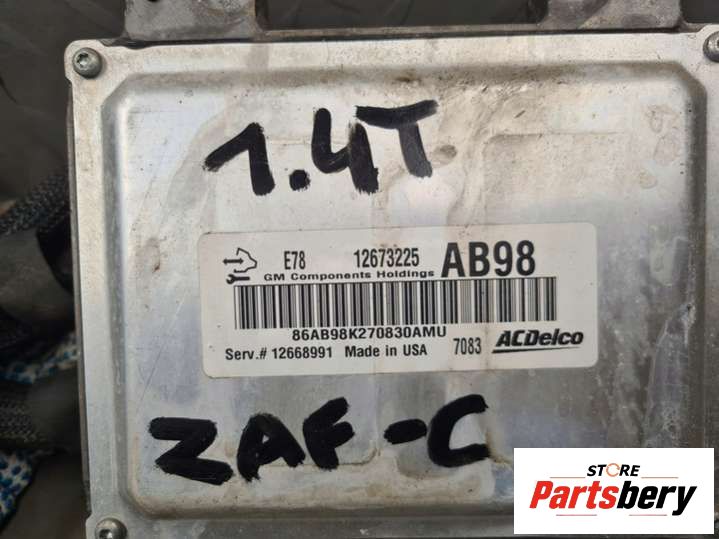 1.4T
E78 12673225 AB98
GM Components Holdings
86AB98K270830AMU
Serv.# 12668991 Made in USA 7083 ACDelco
ZAF-C
STORE
Partsbery